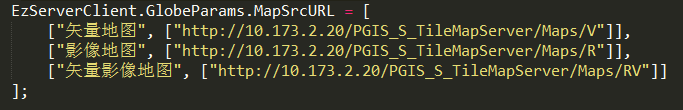 EzServerClient.GlobeParams.MapSrcURL = [
["矢量地图", ["http://10.173.2.20/PGIS_S_TileMapServer/Maps/V"]],
["影像地图", ["http://10.173.2.20/PGIS_S_TileMapServer/Maps/R"]],
["矢量影像地图", ["http://10.173.2.20/PGIS_S_TileMapServer/Maps/RV"]]
];